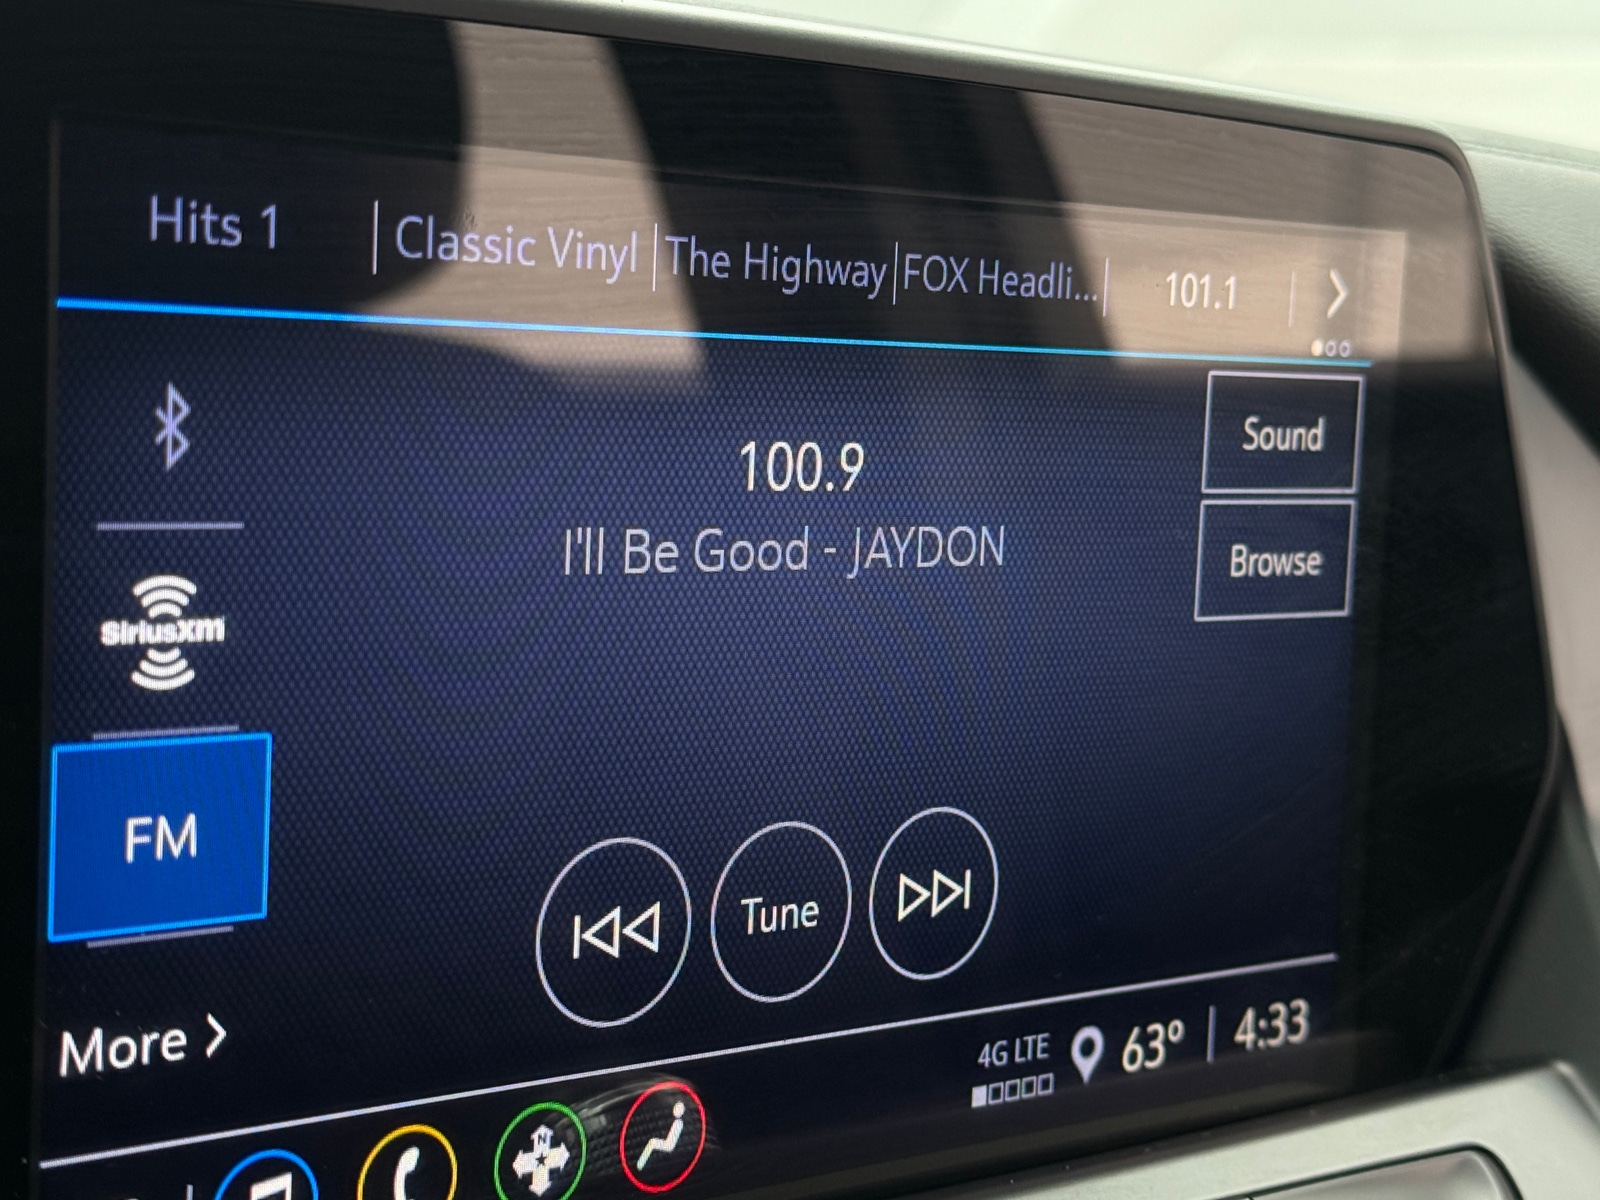 Hits 1 | Classic Vinyl | The Highway | FOX Headli... | 101.1
Sound
100.9
I'll Be Good - JAYDON
Browse
SiriusXM
FM
Tune
More
4G LTE 63° | 4:33
N